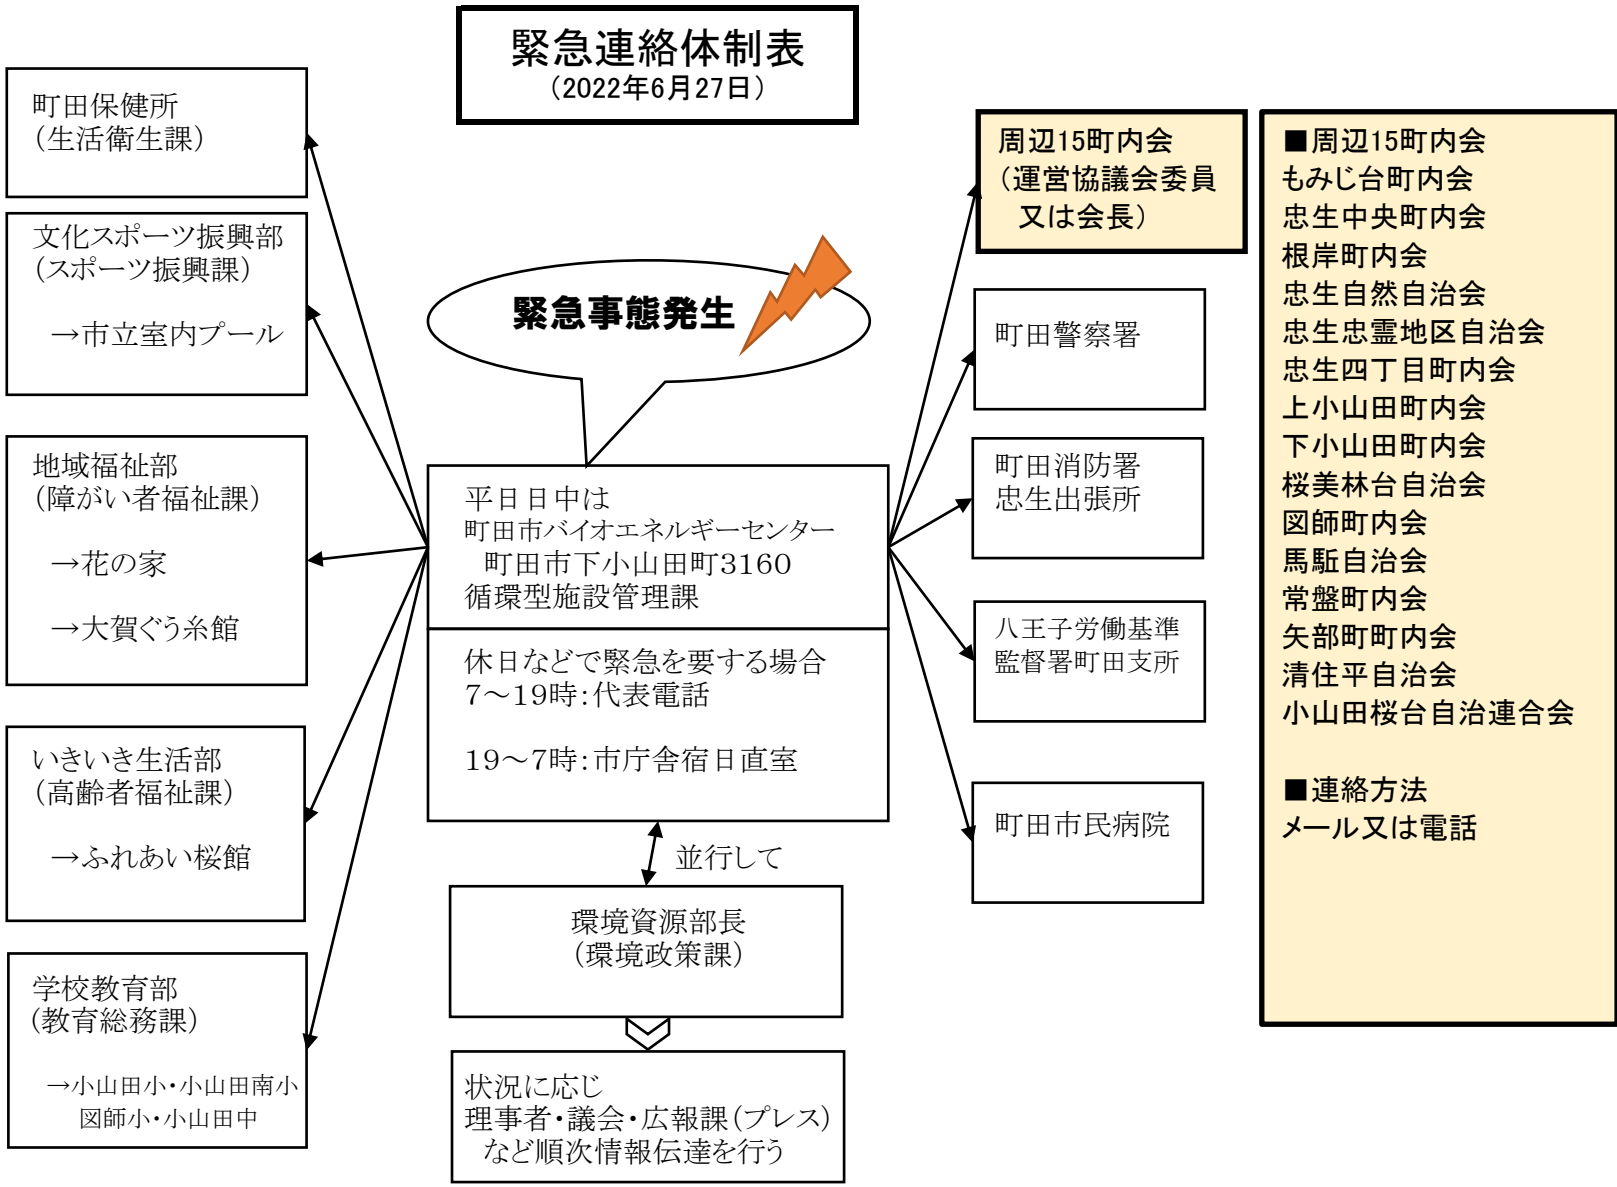 緊急連絡体制表
（2022年6月27日）
町田保健所
（生活衛生課）
文化スポーツ振興部
（スポーツ振興課）
→市立室内プール
地域福祉部
（障がい者福祉課）
→花の家
→大賀ぐう糸館
いきいき生活部
（高齢者福祉課）
→ふれあい桜館
学校教育部
（教育総務課）
→小山田小・小山田南小
図師小・小山田中
緊急事態発生
平日日中は
町田市バイオエネルギーセンター
町田市下小山田町3160
循環型施設管理課
休日などで緊急を要する場合
7～19時：代表電話
19～7時：市庁舎宿日直室
並行して
環境資源部長
（環境政策課）
状況に応じ
理事者・議会・広報課（プレス）
など順次情報伝達を行う
周辺15町内会
（運営協議会委員
又は会長）
町田警察署
町田消防署
忠生出張所
八王子労働基準
監督署町田支所
町田市民病院
■周辺15町内会
もみじ台町内会
忠生中央町内会
根岸町内会
忠生自然自治会
忠生忠霊地区自治会
忠生四丁目町内会
上小山田町内会
下小山田町内会
桜美林台自治会
図師町内会
馬駈自治会
常盤町内会
矢部町町内会
清住平自治会
小山田桜台自治連合会
■連絡方法
メール又は電話